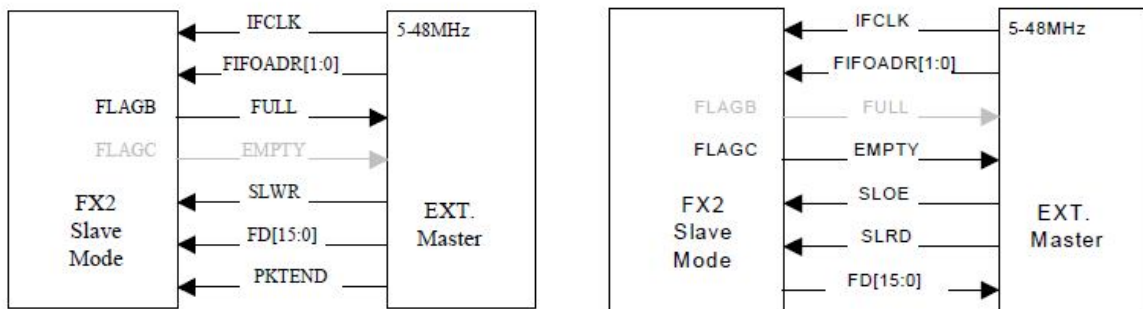 IFCLK
5-48MHz
FIFOADR[1:0]
FLAGB
FULL
FLAGC
EMPTY
SLWR
FX2
Slave
Mode
EXT.
Master
FD[15:0]
PKTEND
IFCLK
5-48MHz
FIFOADR[1:0]
FLAGB
FULL
FLAGC
EMPTY
SLOE
FX2
Slave
Mode
EXT.
Master
SLRD
FD[15:0]